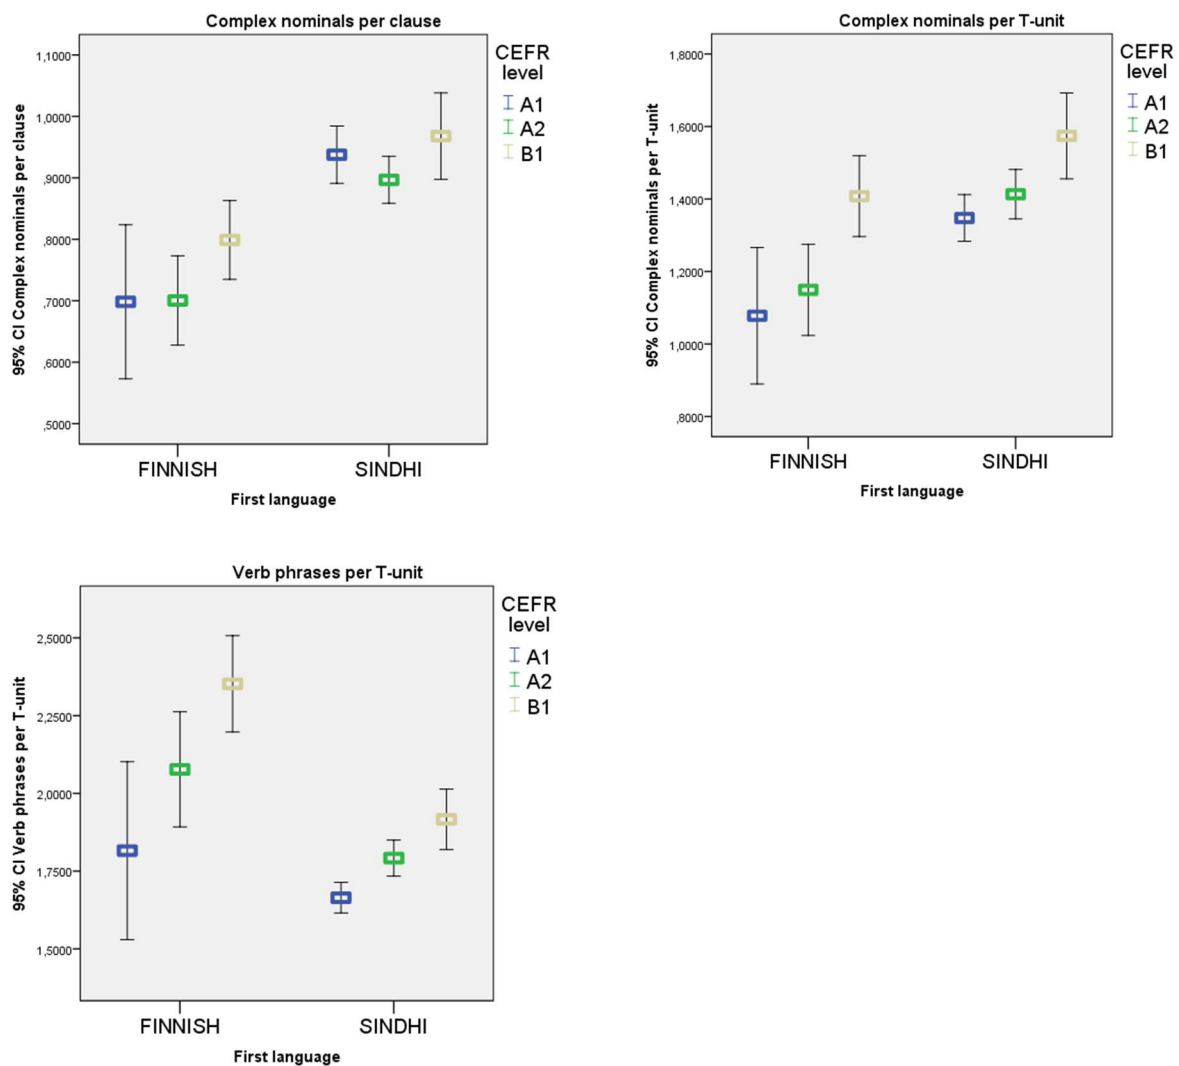 Complex nominals per clause
95% CI Complex nominals per clause
1,1000
1,0000
,9000
,8000
,7000
,6000
,5000
FINNISH
SINDHI
First language
CEFR
level
A1
A2
B1
Complex nominals per T-unit
95% CI Complex nominals per T-unit
1,8000
1,6000
1,4000
1,2000
1,0000
,8000
FINNISH
SINDHI
First language
CEFR
level
A1
A2
B1
Verb phrases per T-unit
95% CI Verb phrases per T-unit
2,5000
2,2500
2,0000
1,7500
1,5000
FINNISH
SINDHI
First language
CEFR
level
A1
A2
B1